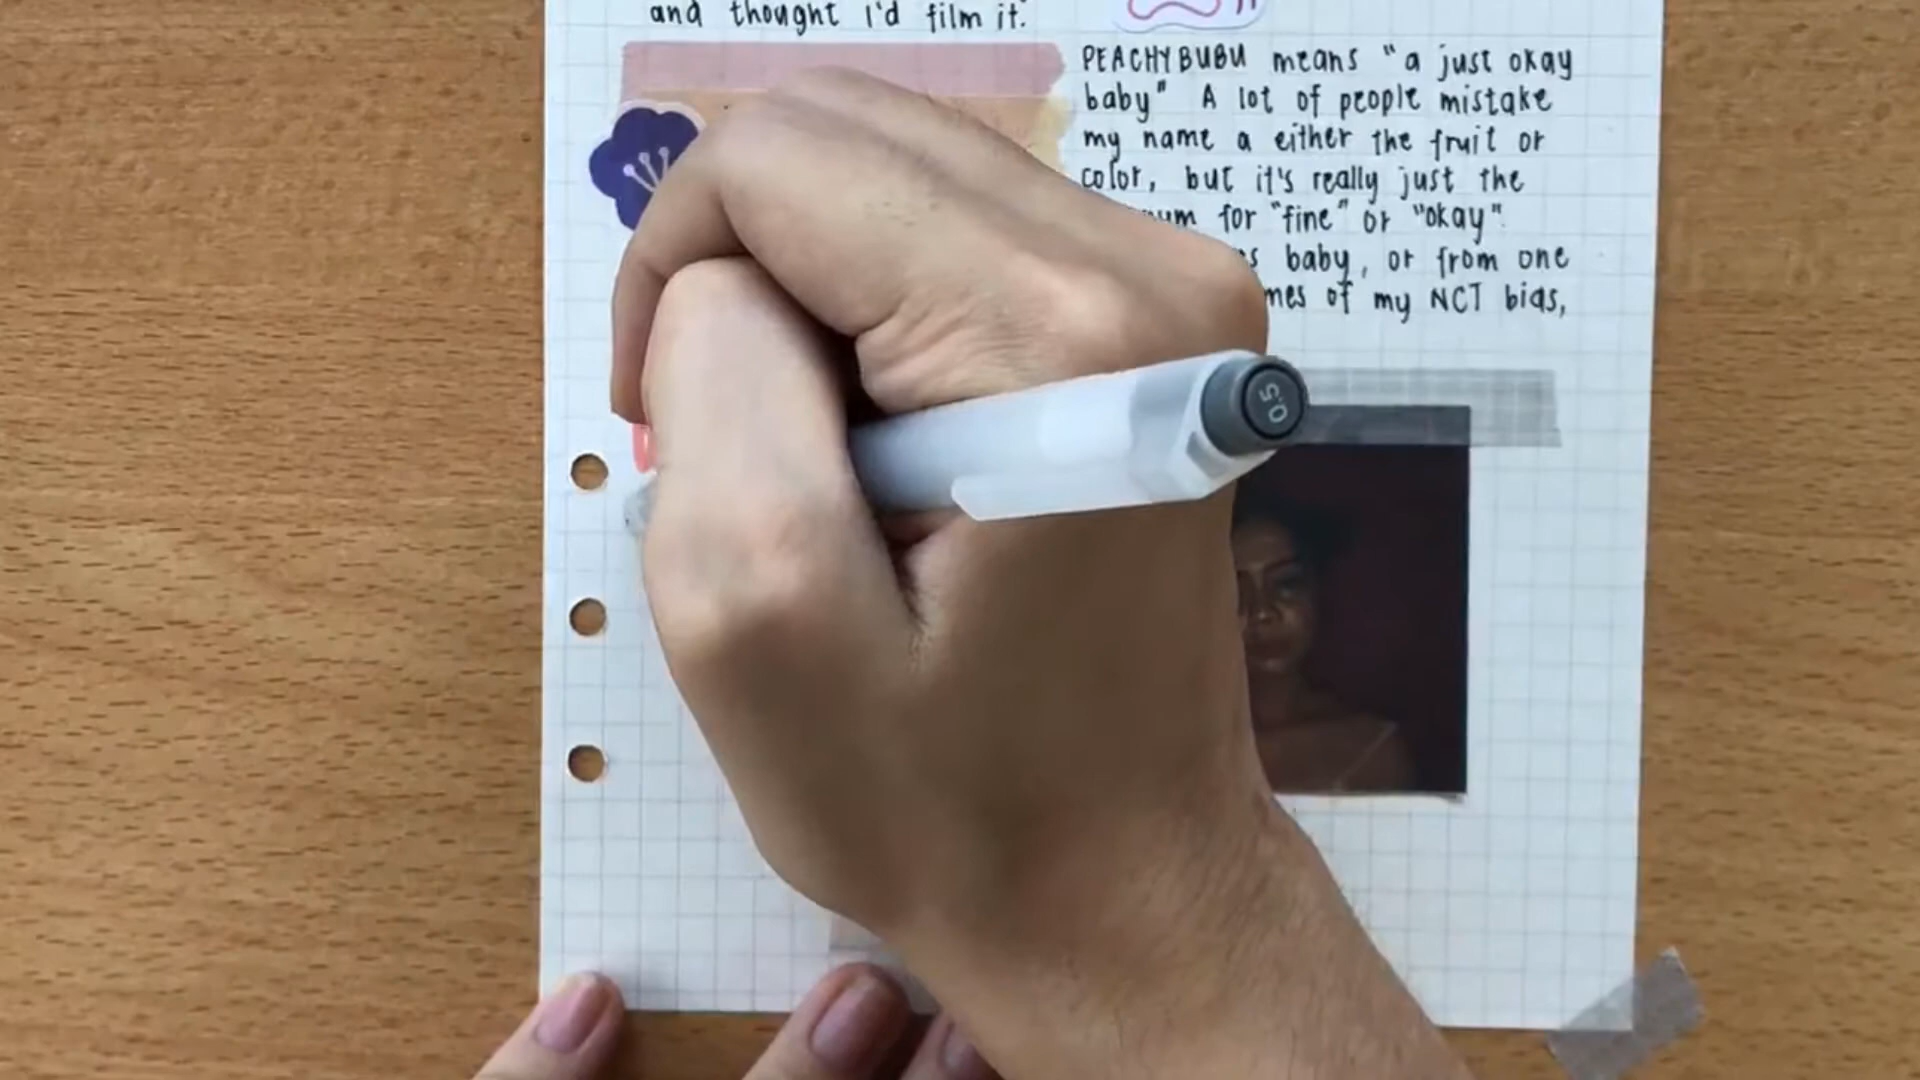 and thought I'd film it.
PEACHYBUBU means "a just okay
baby" A lot of people mistake
my name a either the fruit or
color, but it's really just the
for "fine" or "okay".
baby, or from one
of my NCT bias,
0.5